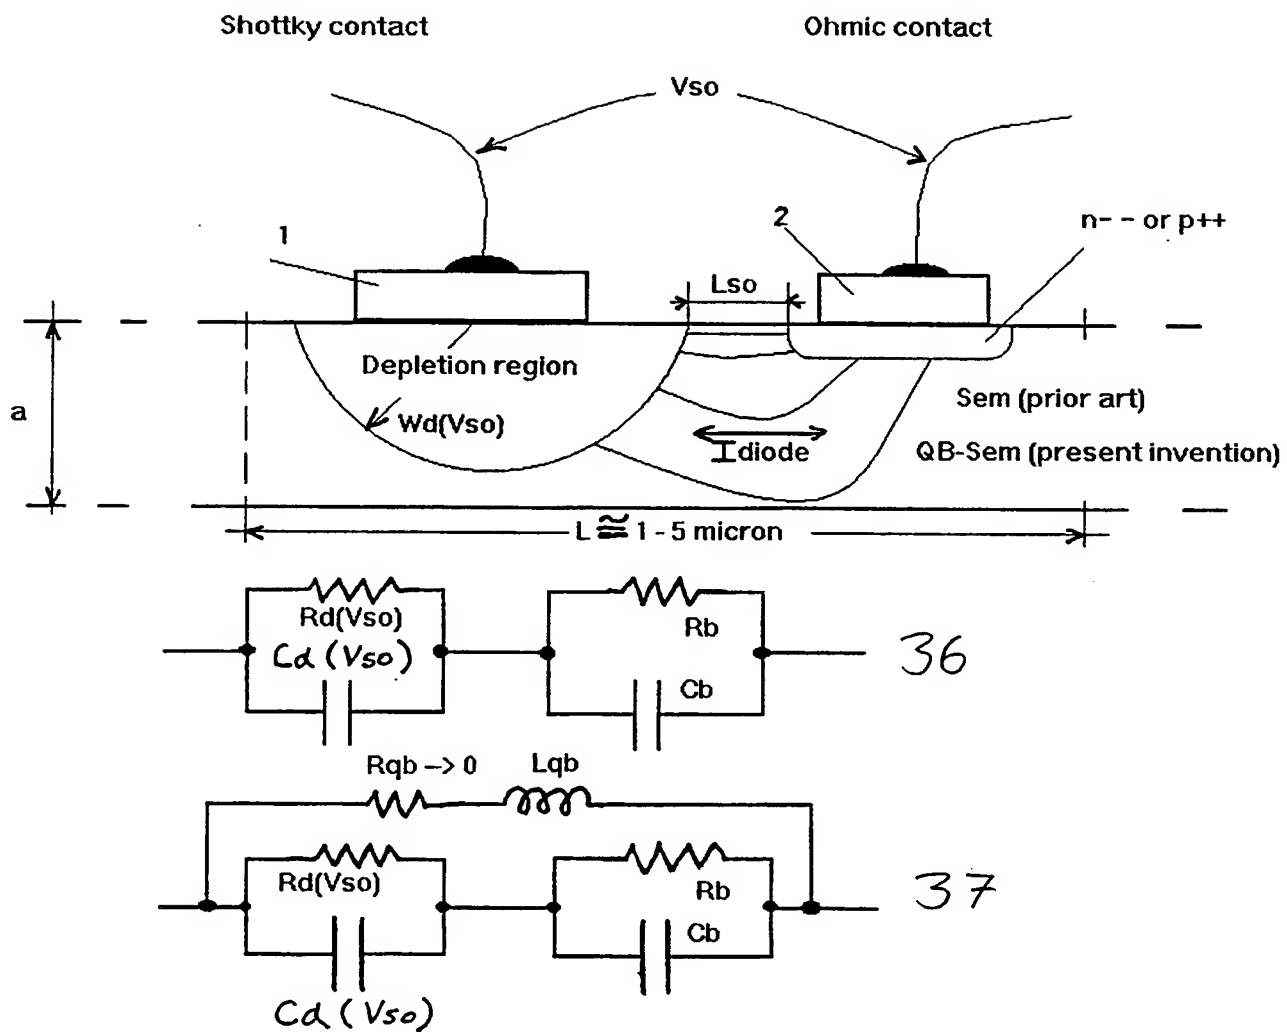 Shottky contact
Ohmic contact
Vso
1
2
n- - or p++
Lso
a
Depletion region
Wd(Vso)
Sem (prior art)
Idiode
QB-Sem (present invention)
L ≅ 1 - 5 micron
Rd(Vso)
Rb
Cd (Vso)
36
Cb
Rqb -> 0
Lqb
Rd(Vso)
Rb
37
Cb
Cd (Vso)